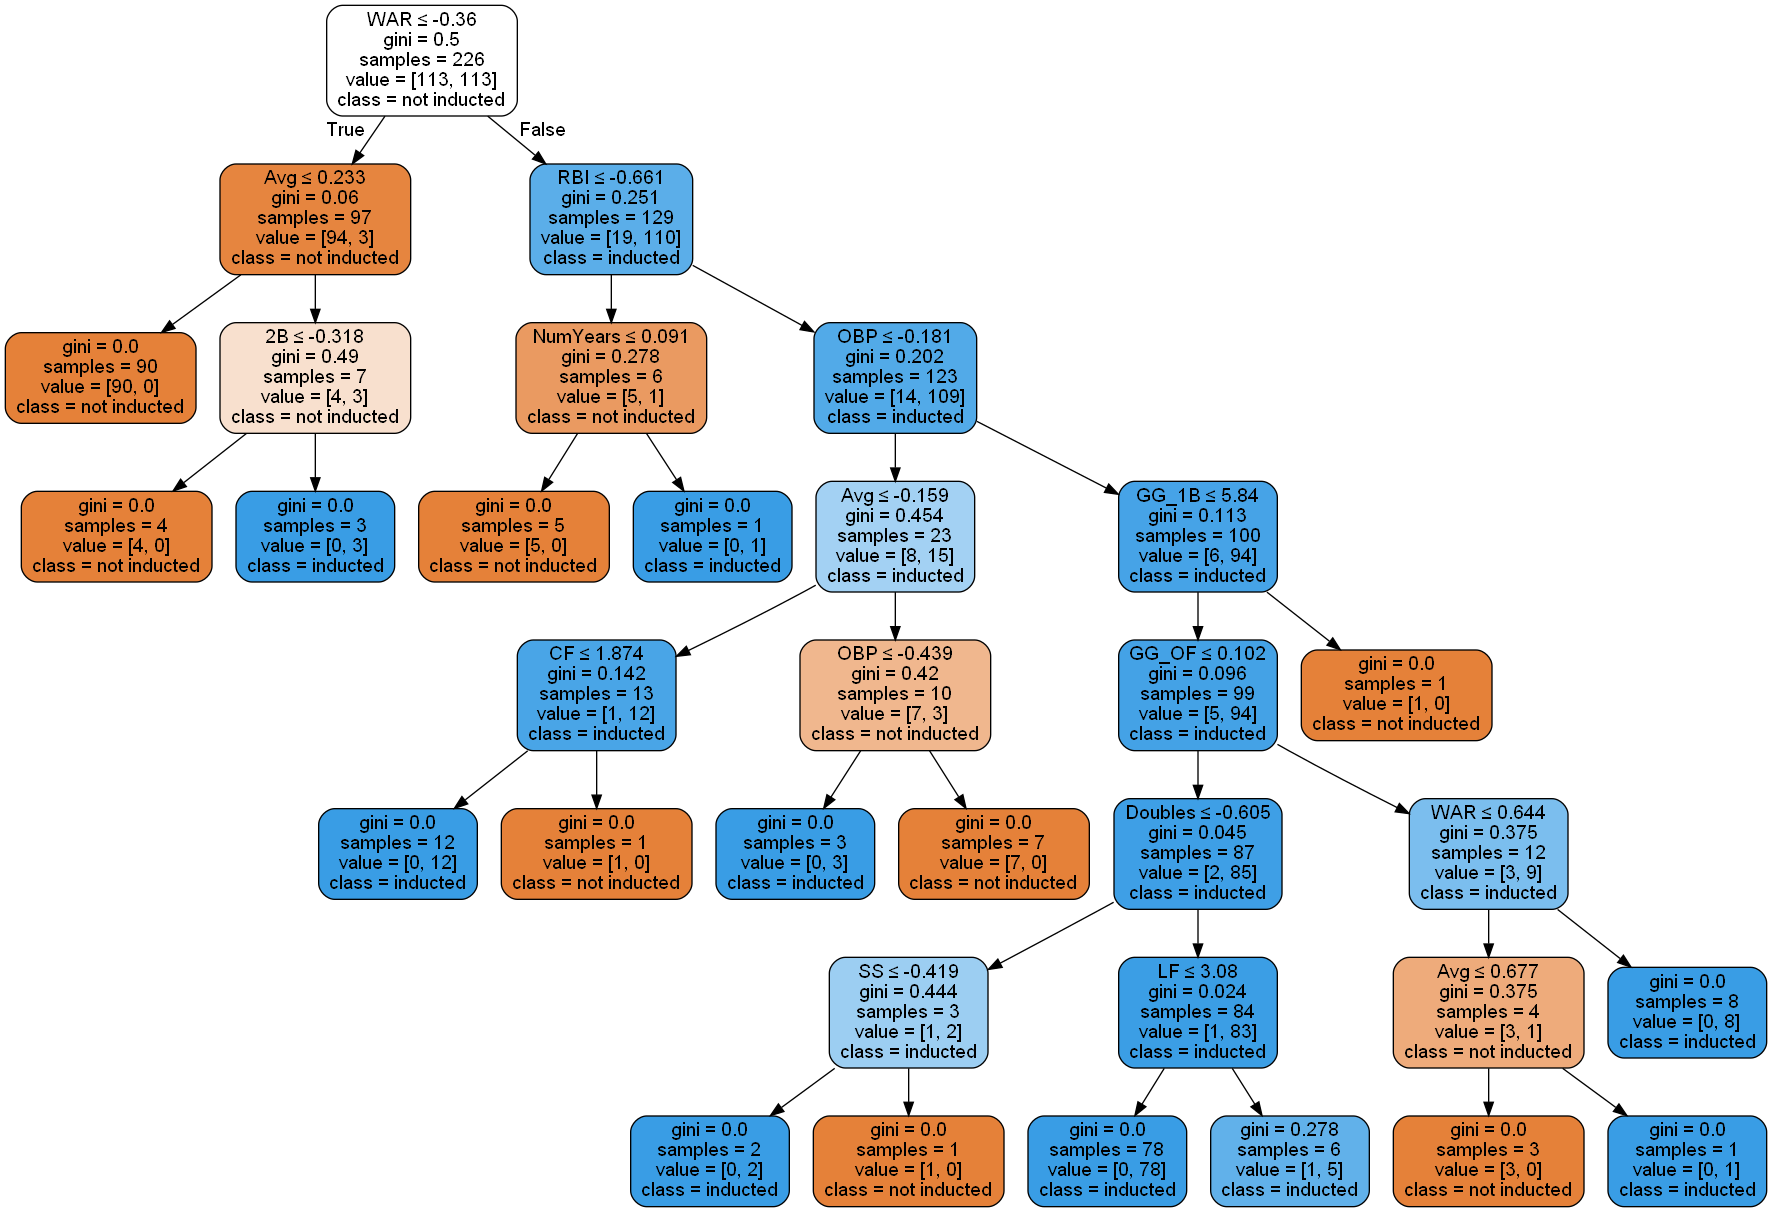 WAR ≤ -0.36
gini = 0.5
samples = 226
value = [113, 113]
class = not inducted
True
False
Avg ≤ 0.233
gini = 0.06
samples = 97
value = [94, 3]
class = not inducted
RBI ≤ -0.661
gini = 0.251
samples = 129
value = [19, 110]
class = inducted
gini = 0.0
samples = 90
value = [90, 0]
class = not inducted
2B ≤ -0.318
gini = 0.49
samples = 7
value = [4, 3]
class = not inducted
NumYears ≤ 0.091
gini = 0.278
samples = 6
value = [5, 1]
class = not inducted
OBP ≤ -0.181
gini = 0.202
samples = 123
value = [14, 109]
class = inducted
gini = 0.0
samples = 4
value = [4, 0]
class = not inducted
gini = 0.0
samples = 3
value = [0, 3]
class = inducted
gini = 0.0
samples = 5
value = [5, 0]
class = not inducted
gini = 0.0
samples = 1
value = [0, 1]
class = inducted
Avg ≤ -0.159
gini = 0.454
samples = 23
value = [8, 15]
class = inducted
GG_1B ≤ 5.84
gini = 0.113
samples = 100
value = [6, 94]
class = inducted
CF ≤ 1.874
gini = 0.142
samples = 13
value = [1, 12]
class = inducted
OBP ≤ -0.439
gini = 0.42
samples = 10
value = [7, 3]
class = not inducted
GG_OF ≤ 0.102
gini = 0.096
samples = 99
value = [5, 94]
class = inducted
gini = 0.0
samples = 1
value = [1, 0]
class = not inducted
gini = 0.0
samples = 12
value = [0, 12]
class = inducted
gini = 0.0
samples = 1
value = [1, 0]
class = not inducted
gini = 0.0
samples = 3
value = [0, 3]
class = inducted
gini = 0.0
samples = 7
value = [7, 0]
class = not inducted
Doubles ≤ -0.605
gini = 0.045
samples = 87
value = [2, 85]
class = inducted
WAR ≤ 0.644
gini = 0.375
samples = 12
value = [3, 9]
class = inducted
SS ≤ -0.419
gini = 0.444
samples = 3
value = [1, 2]
class = inducted
LF ≤ 3.08
gini = 0.024
samples = 84
value = [1, 83]
class = inducted
Avg ≤ 0.677
gini = 0.375
samples = 4
value = [3, 1]
class = not inducted
gini = 0.0
samples = 8
value = [0, 8]
class = inducted
gini = 0.0
samples = 2
value = [0, 2]
class = inducted
gini = 0.0
samples = 1
value = [1, 0]
class = not inducted
gini = 0.0
samples = 78
value = [0, 78]
class = inducted
gini = 0.278
samples = 6
value = [1, 5]
class = inducted
gini = 0.0
samples = 3
value = [3, 0]
class = not inducted
gini = 0.0
samples = 1
value = [0, 1]
class = inducted